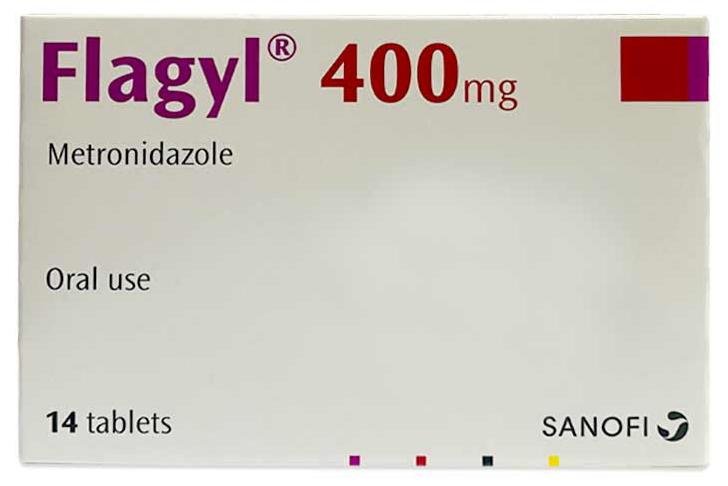 Flagyl® 400mg
Metronidazole
Oral use
14 tablets
SANOFI